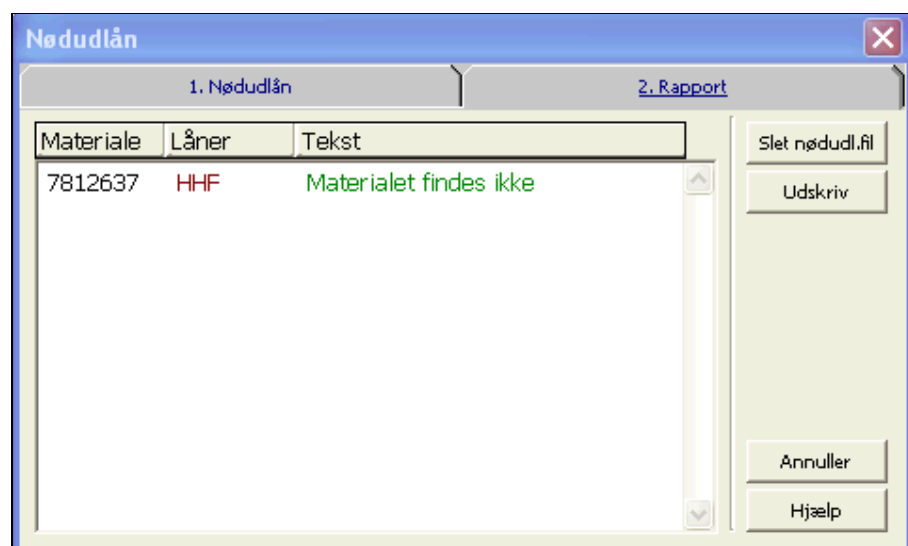 Nødudlån
1. Nødudlån 2. Rapport
Materiale Låner Tekst
7812637 HHF Materialet findes ikke
Slet nødudl.fil
Udskriv
Annuller
Hjælp